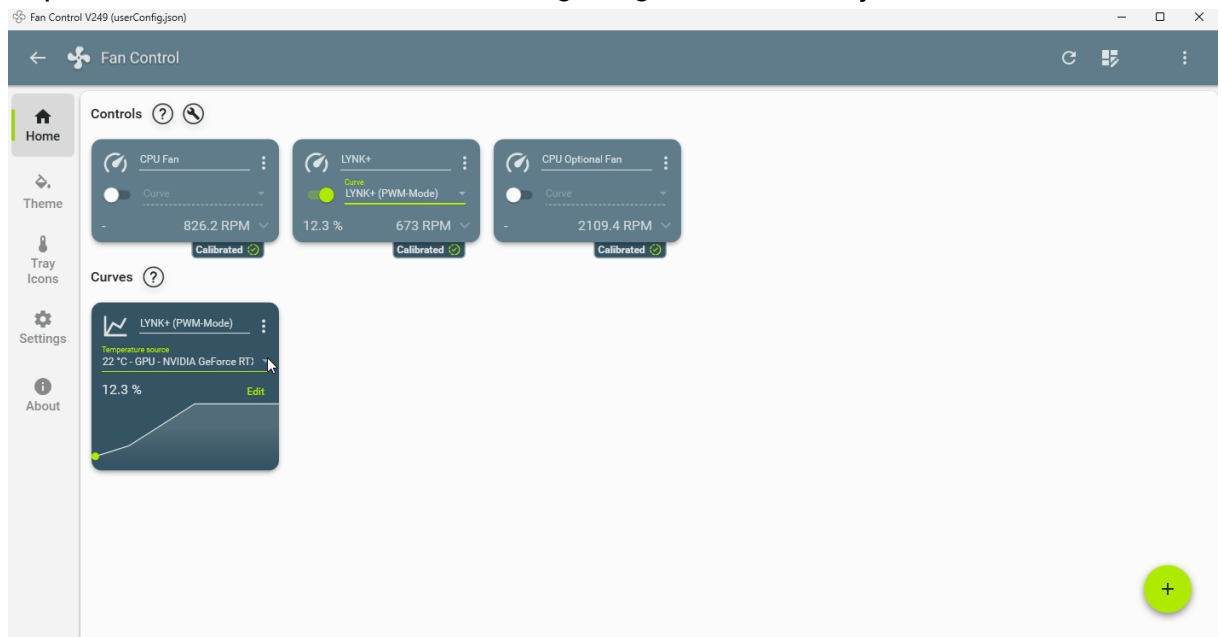 Fan Control V249 (userConfig.json)
Fan Control
Home
Theme
Tray
Icons
Settings
About
Controls ?
CPU Fan
Curve
- 826.2 RPM
Calibrated
LYNK+
Curve
LYNK+ (PWM-Mode)
12.3 % 673 RPM
Calibrated
CPU Optional Fan
Curve
- 2109.4 RPM
Calibrated
Curves ?
LYNK+ (PWM-Mode)
Temperature source
22 °C - GPU - NVIDIA GeForce RT
12.3 % Edit
+